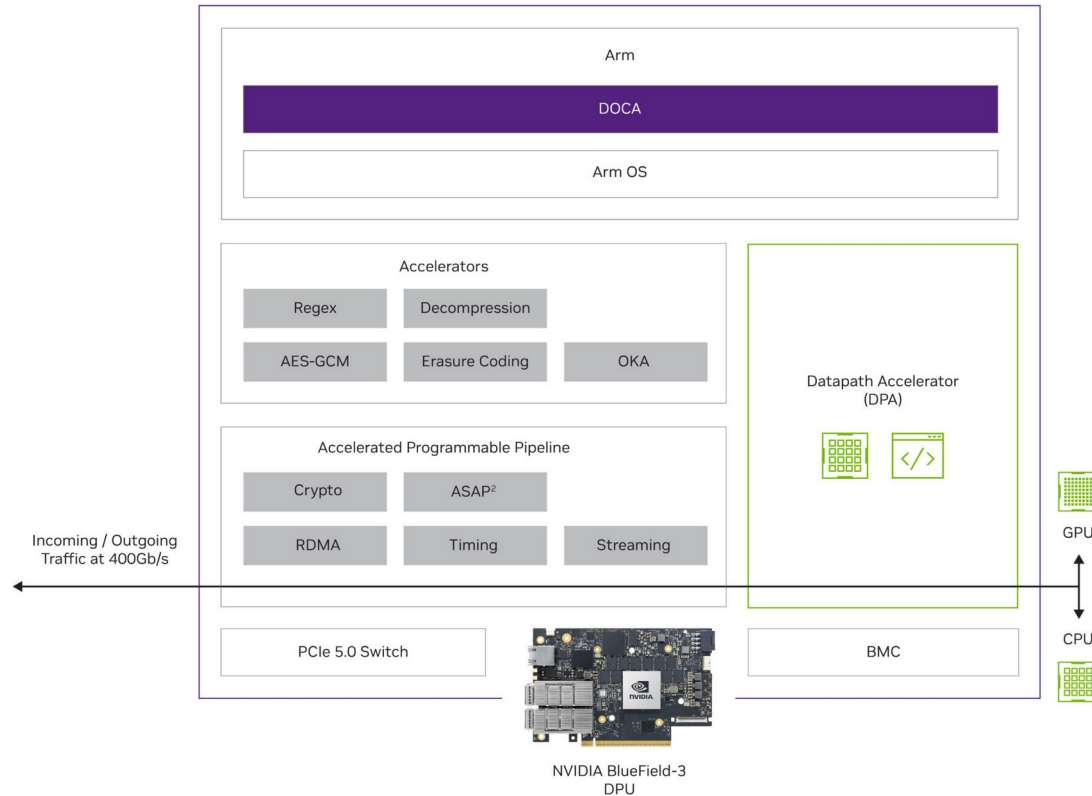 Arm
DOCA
Arm OS
Accelerators
Regex
Decompression
AES-GCM
Erasure Coding
OKA
Datapath Accelerator
(DPA)
</>
Accelerated Programmable Pipeline
Crypto
ASAP²
RDMA
Timing
Streaming
Incoming / Outgoing
Traffic at 400Gb/s
GPU
CPU
PCIe 5.0 Switch
BMC
NVIDIA
NVIDIA BlueField-3
DPU